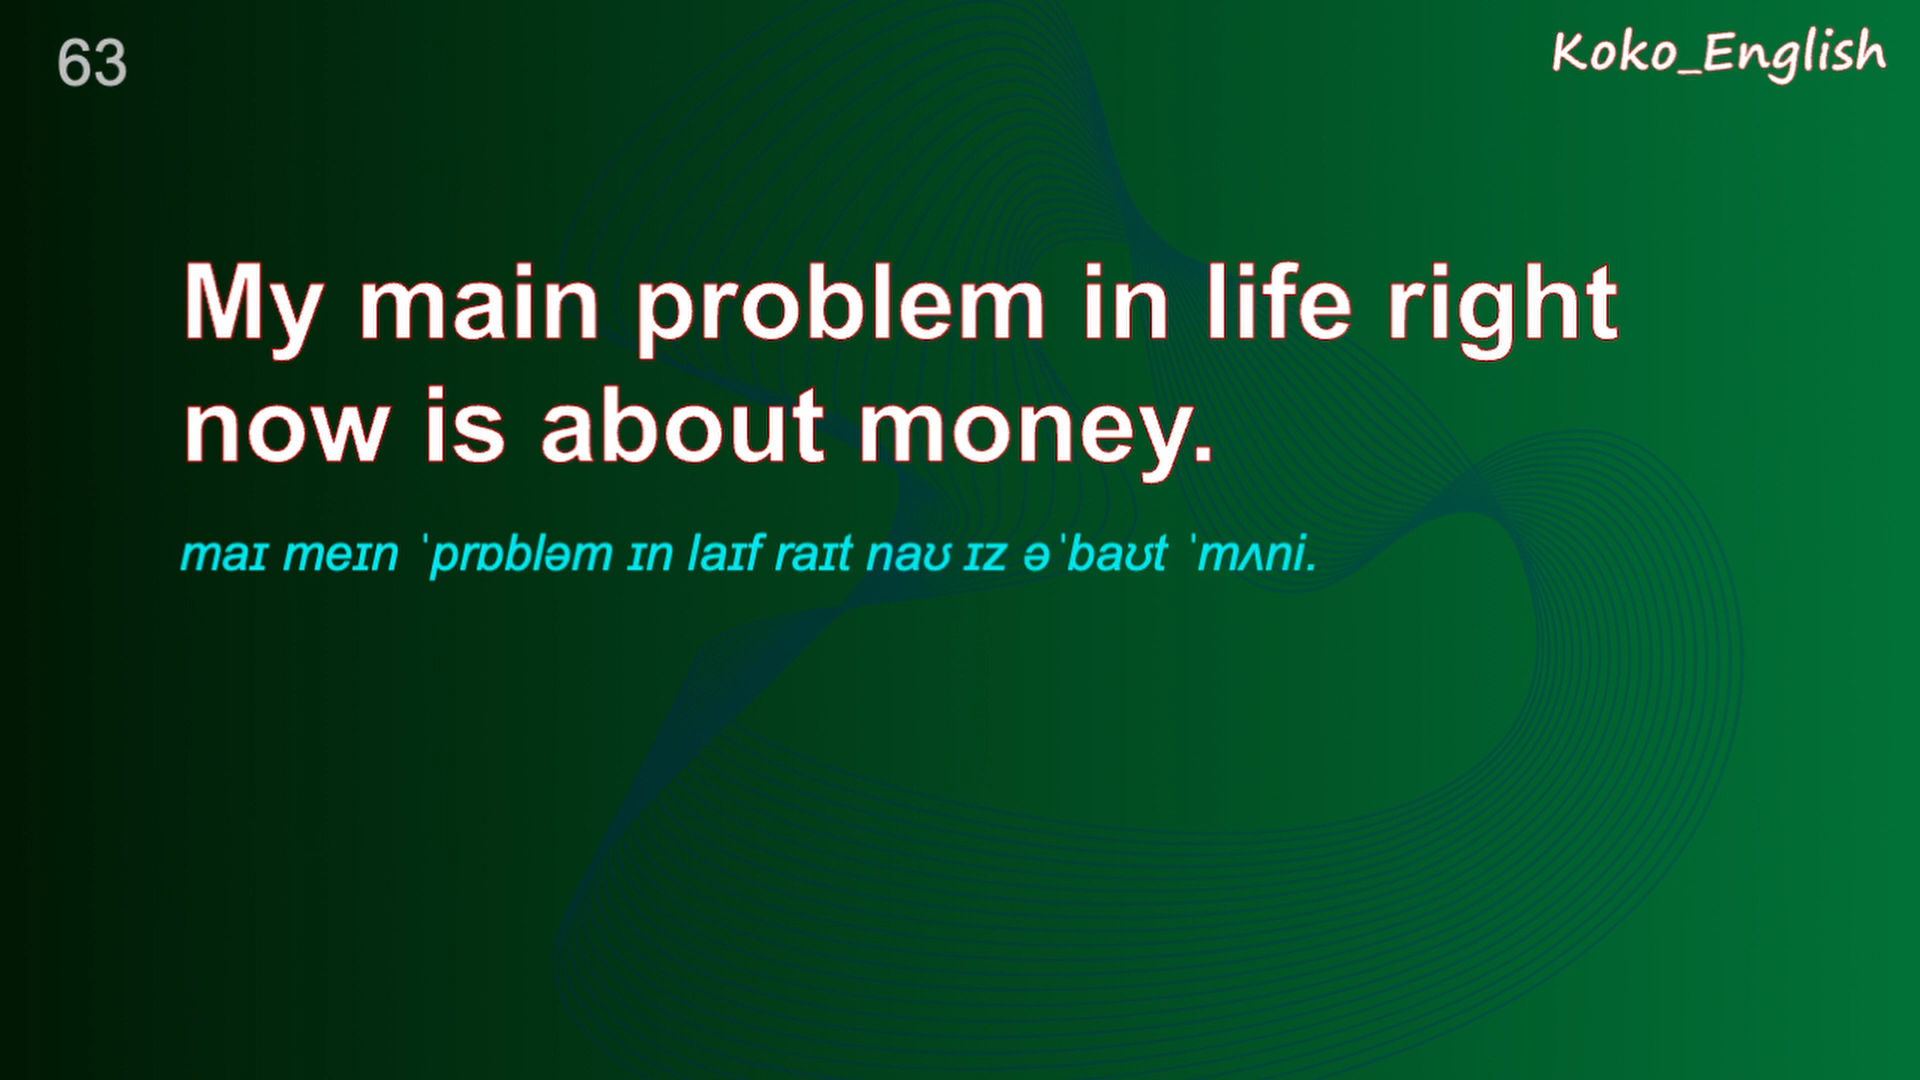 63
Koko_English
My main problem in life right
now is about money.
maɪ meɪn ˈprɒbləm ɪn laɪf raɪt naʊ ɪz əˈbaʊt ˈmʌni.